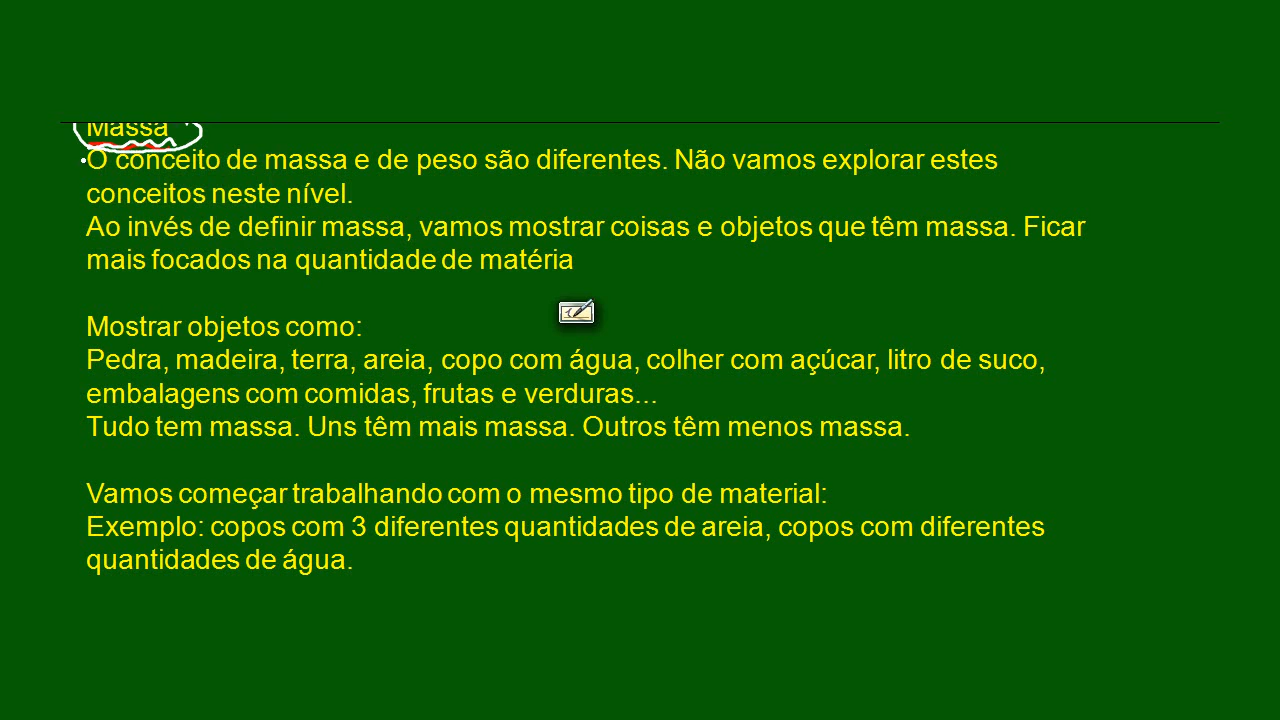 Massa
O conceito de massa e de peso são diferentes. Não vamos explorar estes
conceitos neste nível.
Ao invés de definir massa, vamos mostrar coisas e objetos que têm massa. Ficar
mais focados na quantidade de matéria
Mostrar objetos como:
Pedra, madeira, terra, areia, copo com água, colher com açúcar, litro de suco,
embalagens com comidas, frutas e verduras...
Tudo tem massa. Uns têm mais massa. Outros têm menos massa.
Vamos começar trabalhando com o mesmo tipo de material:
Exemplo: copos com 3 diferentes quantidades de areia, copos com diferentes
quantidades de água.